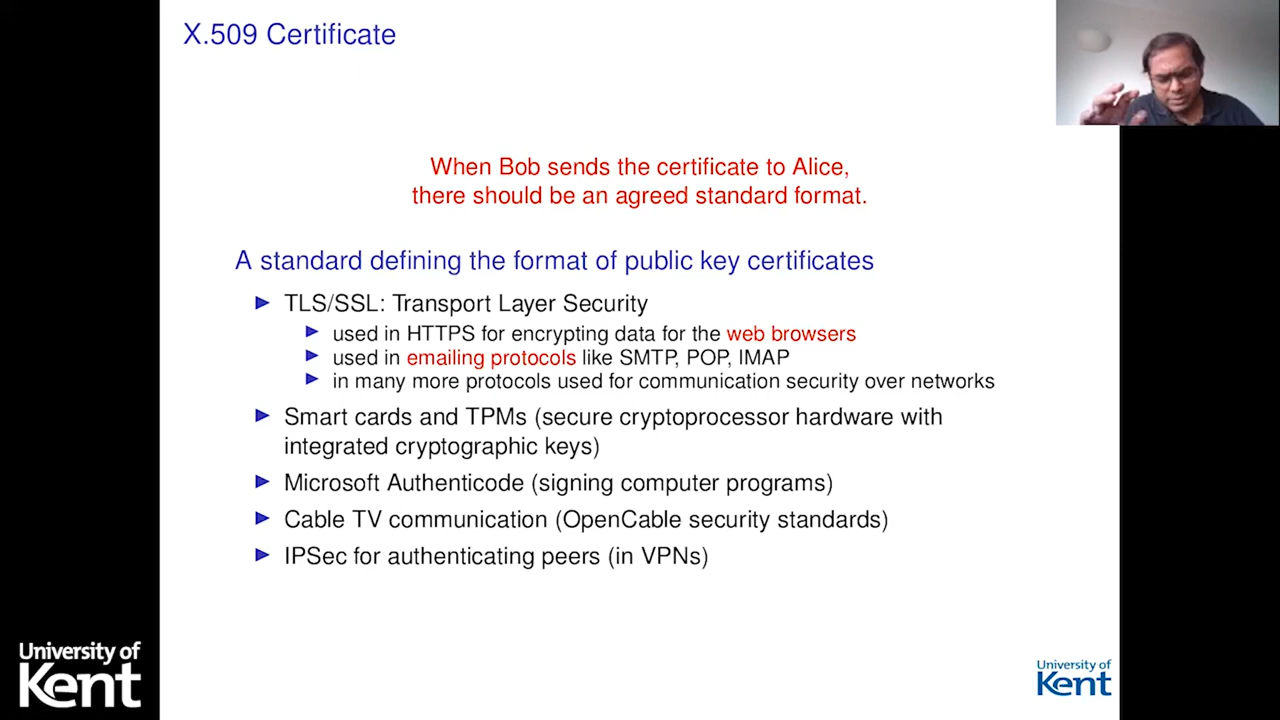 X.509 Certificate
When Bob sends the certificate to Alice,
there should be an agreed standard format.
A standard defining the format of public key certificates
TLS/SSL: Transport Layer Security
used in HTTPS for encrypting data for the web browsers
used in emailing protocols like SMTP, POP, IMAP
in many more protocols used for communication security over networks
Smart cards and TPMs (secure cryptoprocessor hardware with
integrated cryptographic keys)
Microsoft Authenticode (signing computer programs)
Cable TV communication (OpenCable security standards)
IPSec for authenticating peers (in VPNs)
University of
Kent
University of
Kent